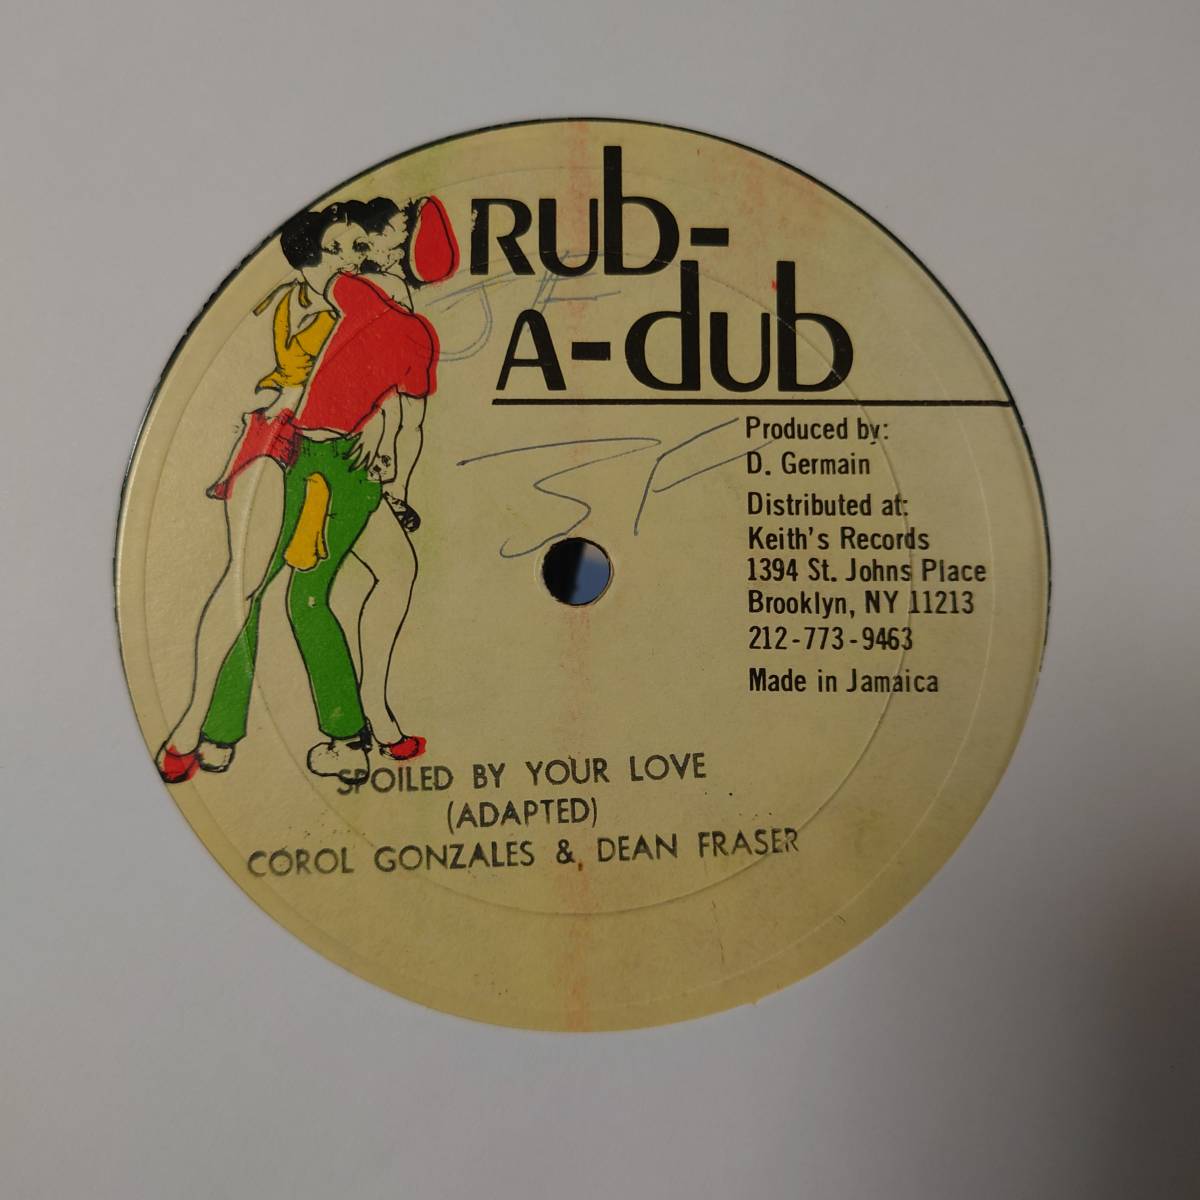 RUb-
A-dub
Produced by:
D. Germain
Distributed at:
Keith's Records
1394 St. Johns Place
Brooklyn, NY 11213
212-773-9463
Made in Jamaica
SPOILED BY YOUR LOVE
(ADAPTED)
COROL GONZALES & DEAN FRASER